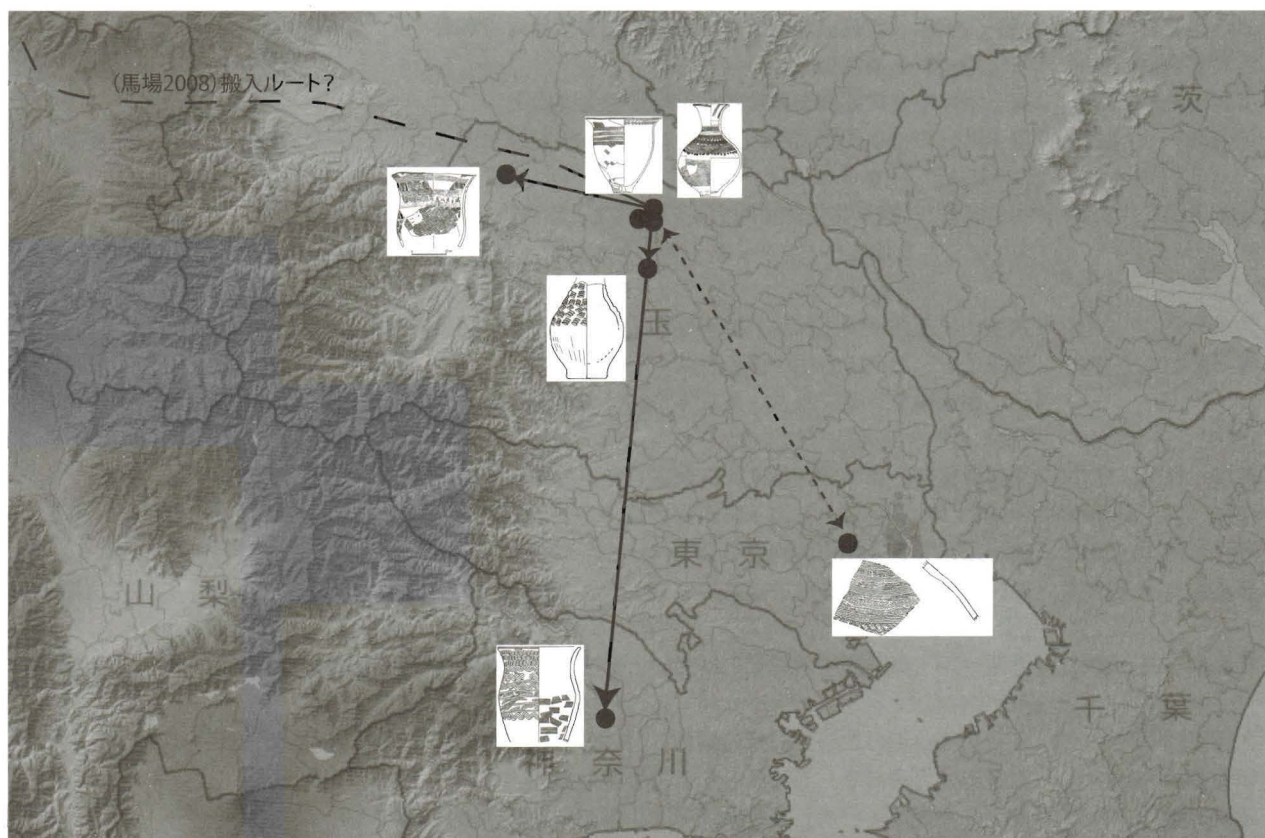 (馬場2008)搬入ルート?
茨
玉
東 京
山 梨
千 葉
奈 川